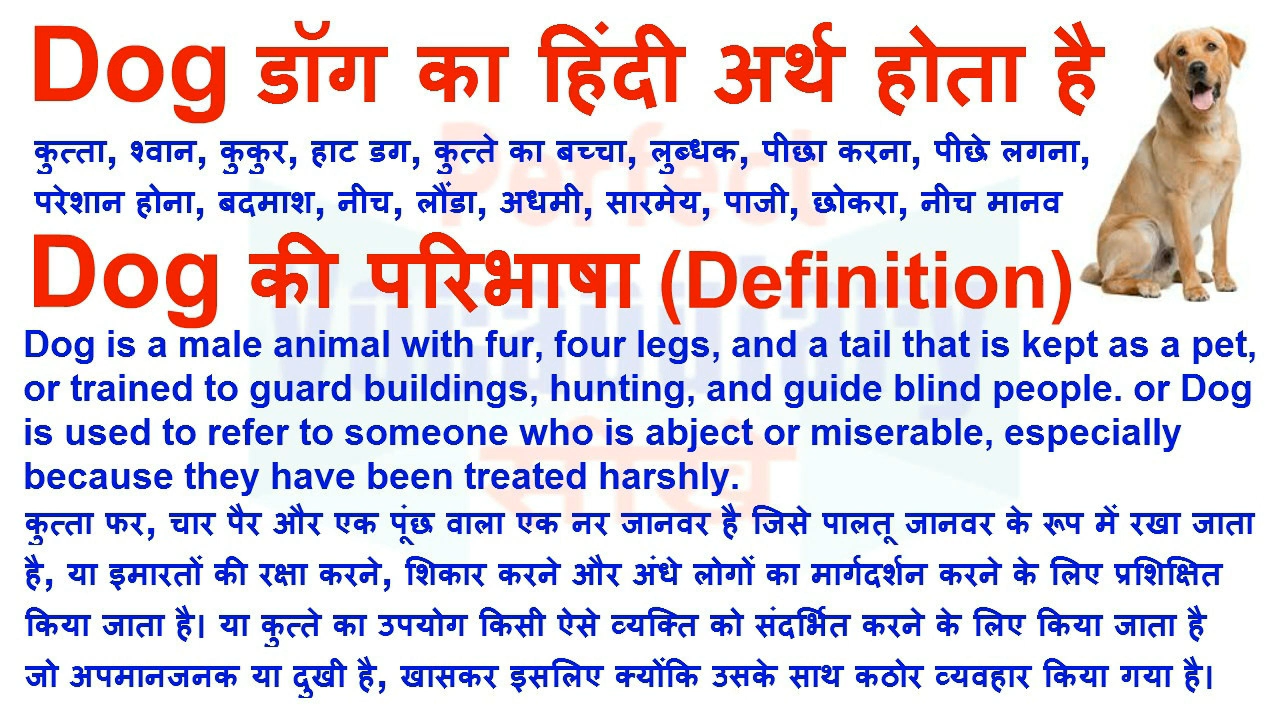 Dog डॉग का हिंदी अर्थ होता है
कुत्ता, श्वान, कुकुर, हाट डग, कुत्ते का बच्चा, लुब्धक, पीछा करना, पीछे लगना,
परेशान होना, बदमाश, नीच, लौंडा, अधमी, सारमेय, पाजी, छोकरा, नीच मानव
Dog की परिभाषा (Definition)
Dog is a male animal with fur, four legs, and a tail that is kept as a pet,
or trained to guard buildings, hunting, and guide blind people. or Dog
is used to refer to someone who is abject or miserable, especially
because they have been treated harshly.
कुत्ता फर, चार पैर और एक पूंछ वाला एक नर जानवर है जिसे पालतू जानवर के रूप में रखा जाता
है, या इमारतों की रक्षा करने, शिकार करने और अंधे लोगों का मार्गदर्शन करने के लिए प्रशिक्षित
किया जाता है। या कुत्ते का उपयोग किसी ऐसे व्यक्ति को संदर्भित करने के लिए किया जाता है
जो अपमानजनक या दुखी है, खासकर इसलिए क्योंकि उसके साथ कठोर व्यवहार किया गया है।
Perfect
Vocabulary
सीखें